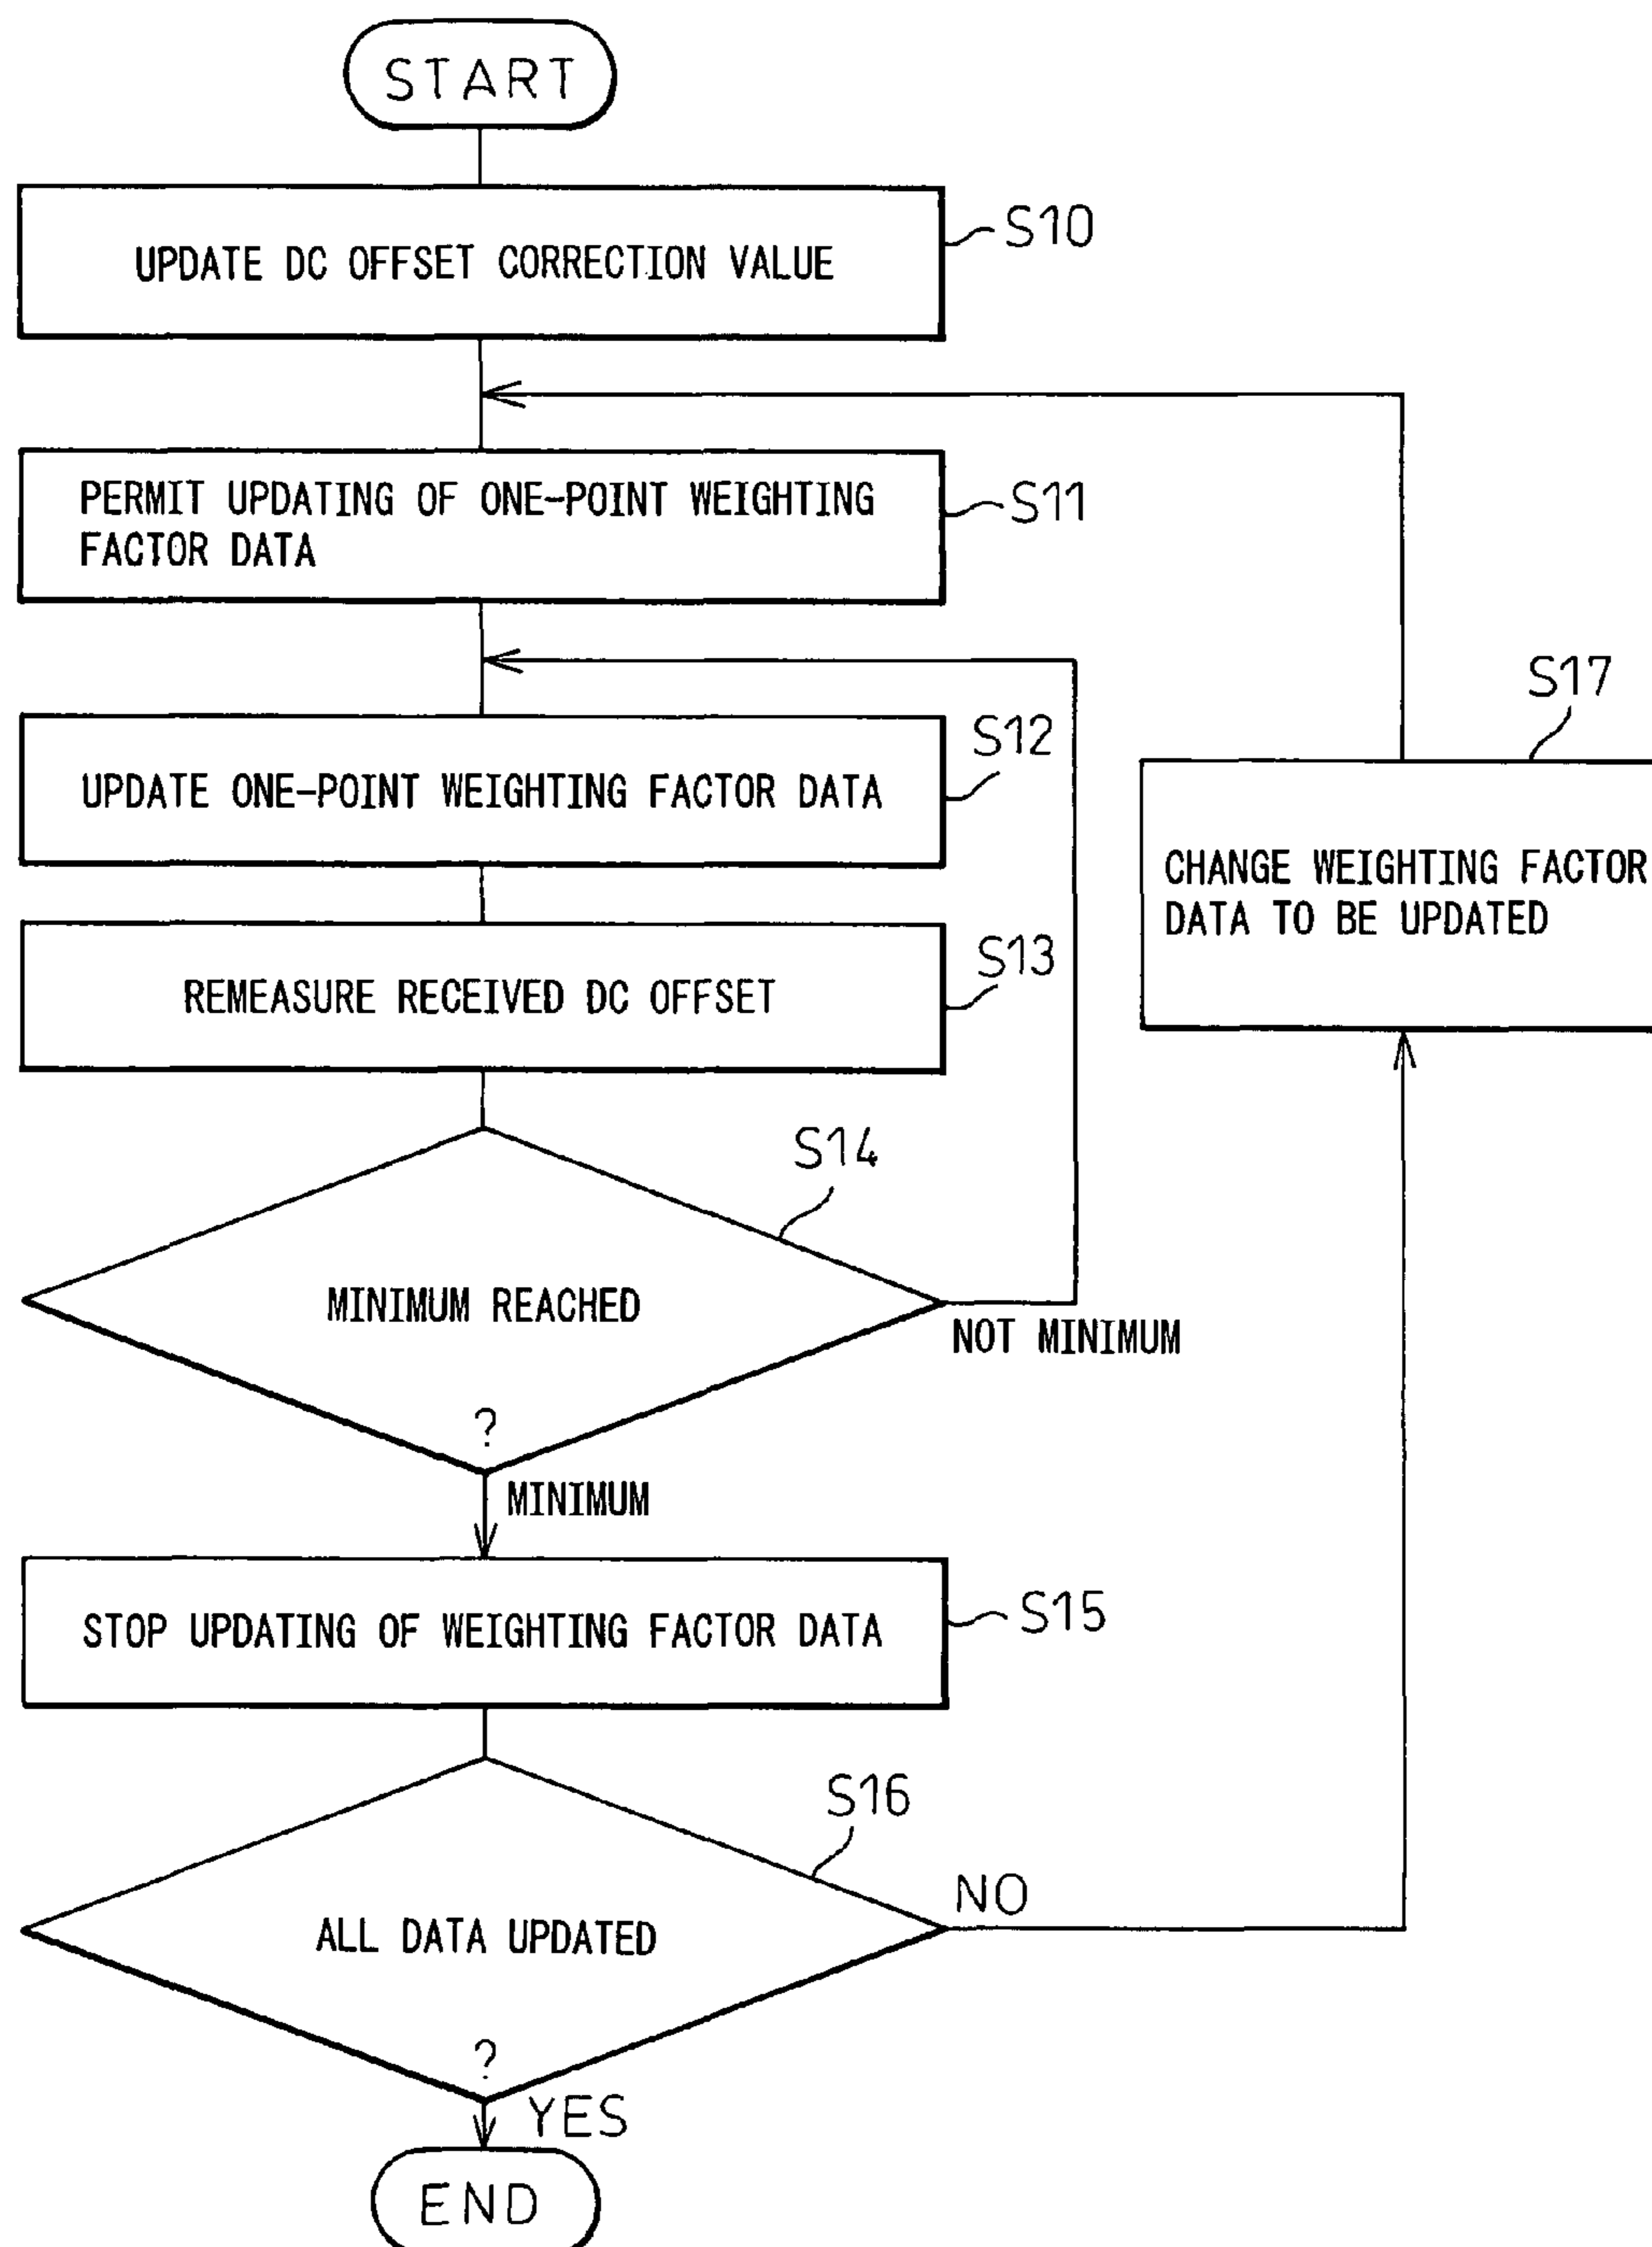 START
UPDATE DC OFFSET CORRECTION VALUE
S10
PERMIT UPDATING OF ONE-POINT WEIGHTING
FACTOR DATA
S11
UPDATE ONE-POINT WEIGHTING FACTOR DATA
S12
S17
CHANGE WEIGHTING FACTOR
DATA TO BE UPDATED
REMEASURE RECEIVED DC OFFSET
S13
S14
MINIMUM REACHED
?
NOT MINIMUM
MINIMUM
STOP UPDATING OF WEIGHTING FACTOR DATA
S15
S16
ALL DATA UPDATED
?
NO
YES
END